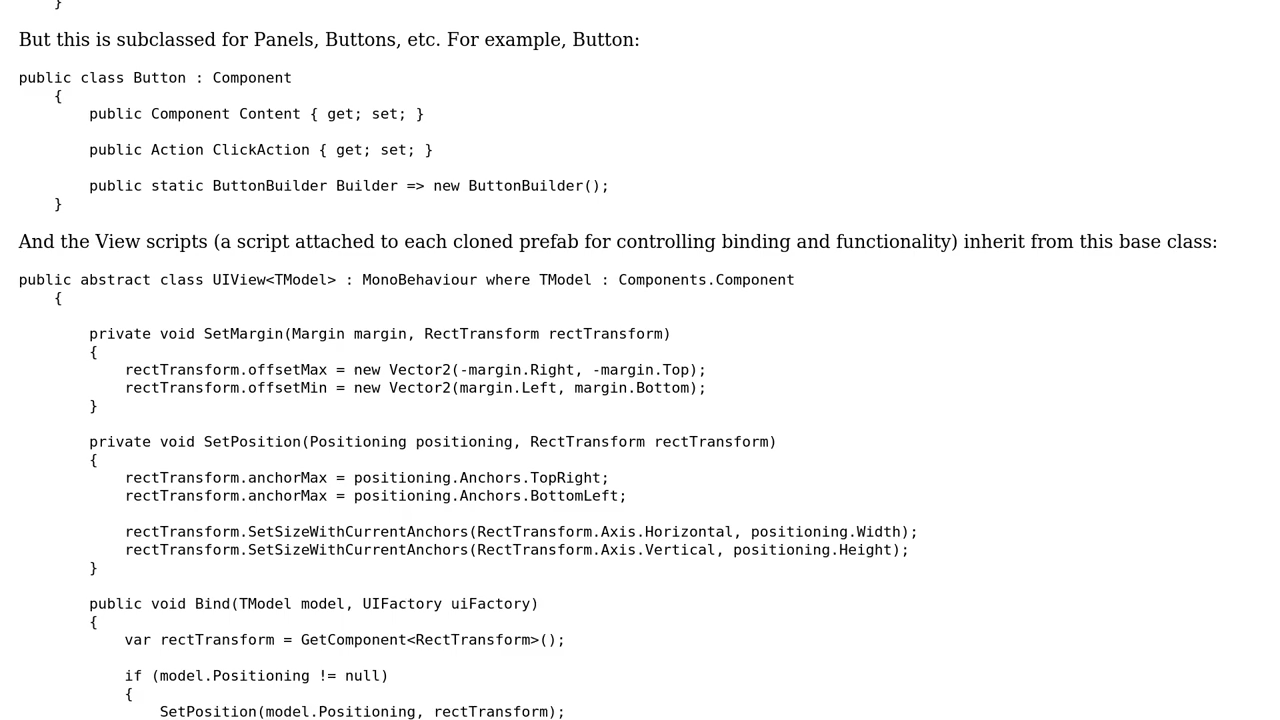 }
But this is subclassed for Panels, Buttons, etc. For example, Button:
public class Button : Component
    {
        public Component Content { get; set; }

        public Action ClickAction { get; set; }

        public static ButtonBuilder Builder => new ButtonBuilder();
    }
And the View scripts (a script attached to each cloned prefab for controlling binding and functionality) inherit from this base class:
public abstract class UIView<TModel> : MonoBehaviour where TModel : Components.Component
    {

        private void SetMargin(Margin margin, RectTransform rectTransform)
        {
            rectTransform.offsetMax = new Vector2(-margin.Right, -margin.Top);
            rectTransform.offsetMin = new Vector2(margin.Left, margin.Bottom);
        }

        private void SetPosition(Positioning positioning, RectTransform rectTransform)
        {
            rectTransform.anchorMax = positioning.Anchors.TopRight;
            rectTransform.anchorMax = positioning.Anchors.BottomLeft;

            rectTransform.SetSizeWithCurrentAnchors(RectTransform.Axis.Horizontal, positioning.Width);
            rectTransform.SetSizeWithCurrentAnchors(RectTransform.Axis.Vertical, positioning.Height);
        }

        public void Bind(TModel model, UIFactory uiFactory)
        {
            var rectTransform = GetComponent<RectTransform>();

            if (model.Positioning != null)
            {
                SetPosition(model.Positioning, rectTransform);